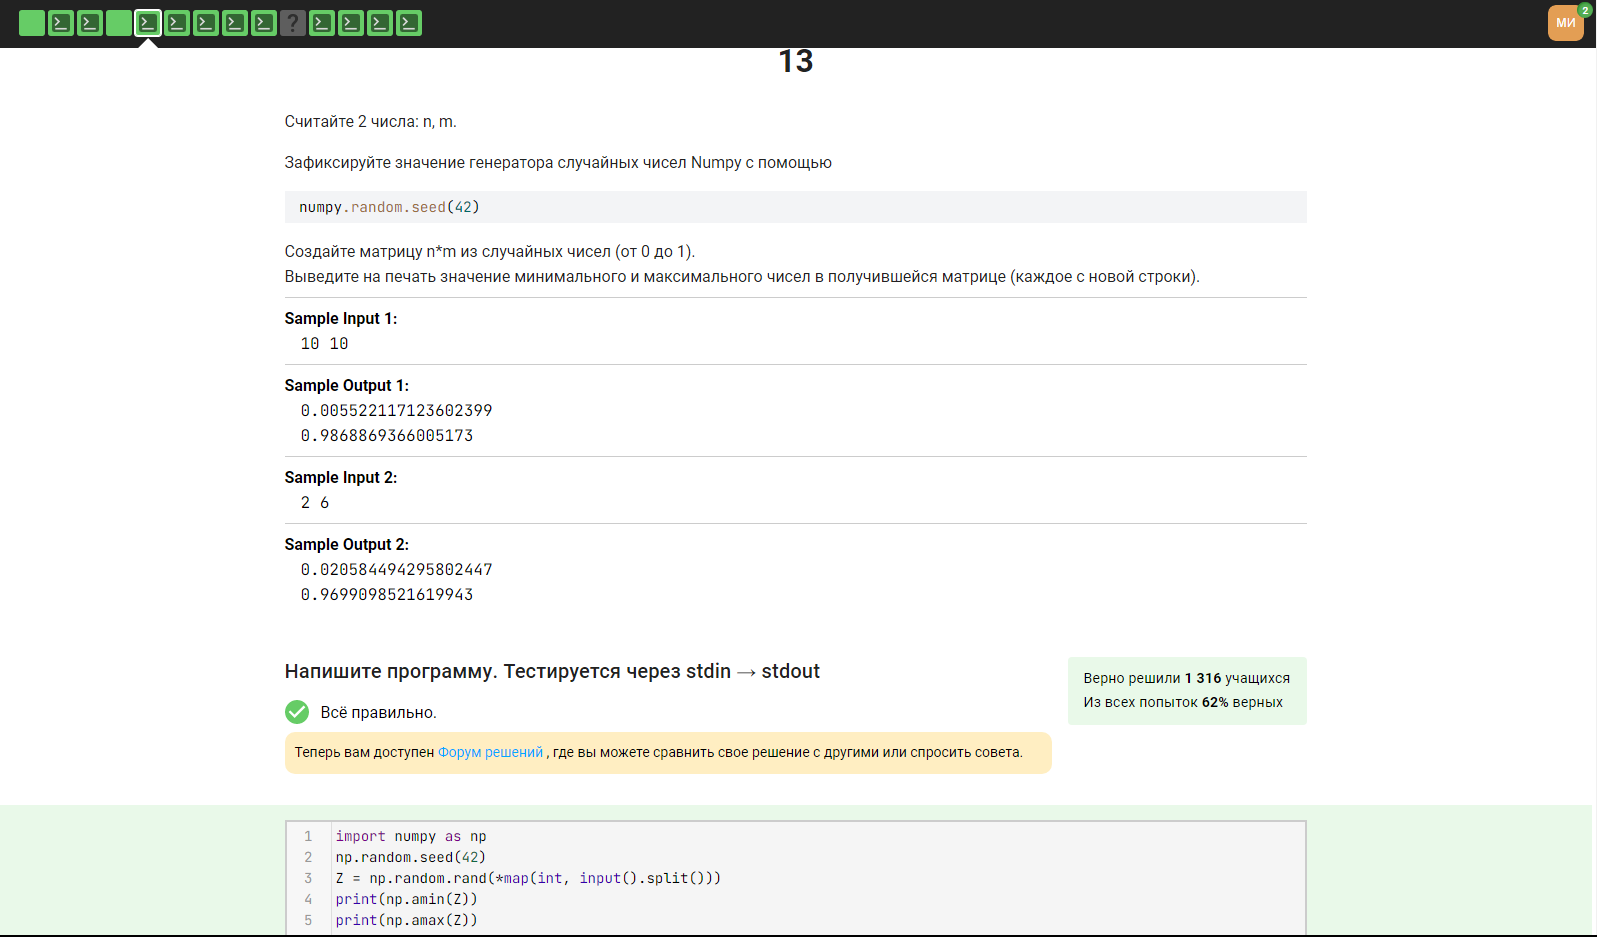 ?
МИ
2
13
Считайте 2 числа: n, m.
Зафиксируйте значение генератора случайных чисел Numpy с помощью
numpy.random.seed(42)
Создайте матрицу n*m из случайных чисел (от 0 до 1).
Выведите на печать значение минимального и максимального чисел в получившейся матрице (каждое с новой строки).
Sample Input 1:
10 10
Sample Output 1:
0.005522117123602399
0.9868869366005173
Sample Input 2:
2 6
Sample Output 2:
0.020584494295802447
0.9699098521619943
Напишите программу. Тестируется через stdin → stdout
Верно решили 1 316 учащихся
Из всех попыток 62% верных
Всё правильно.
Теперь вам доступен Форум решений , где вы можете сравнить свое решение с другими или спросить совета.
1 import numpy as np
2 np.random.seed(42)
3 Z = np.random.rand(*map(int, input().split()))
4 print(np.amin(Z))
5 print(np.amax(Z))